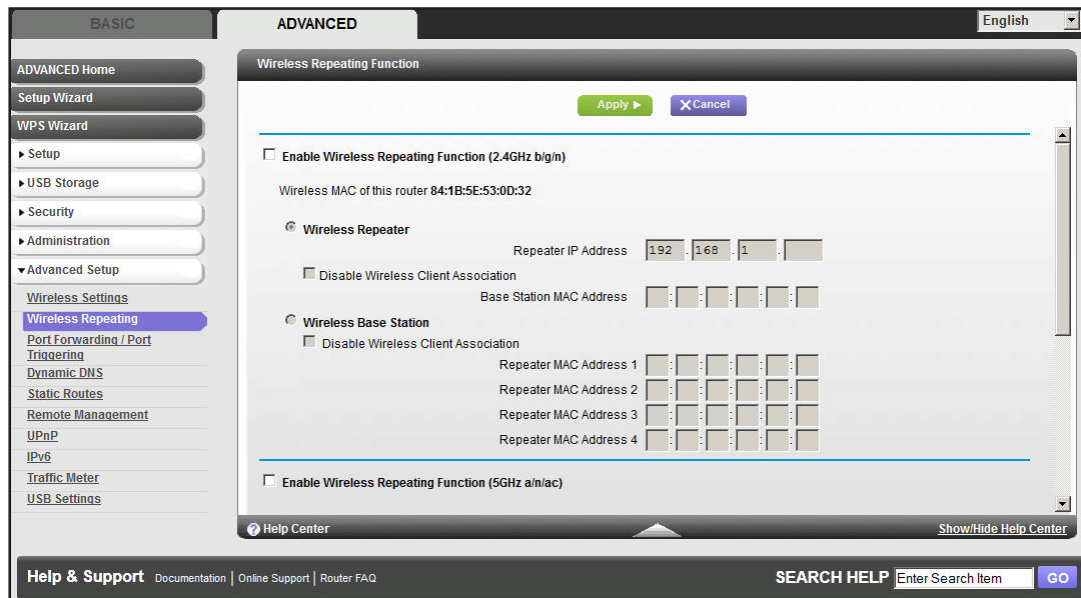 BASIC
ADVANCED
English
ADVANCED Home
Setup Wizard
WPS Wizard
Setup
USB Storage
Security
Administration
Advanced Setup
Wireless Settings
Wireless Repeating
Port Forwarding / Port
Triggering
Dynamic DNS
Static Routes
Remote Management
UPnP
IPv6
Traffic Meter
USB Settings
Wireless Repeating Function
Apply
X Cancel
Enable Wireless Repeating Function (2.4GHz b/g/n)
Wireless MAC of this router 84:1B:5E:53:0D:32
Wireless Repeater
Repeater IP Address 192 . 168 . 1 .
Disable Wireless Client Association
Base Station MAC Address : : : : :
Wireless Base Station
Disable Wireless Client Association
Repeater MAC Address 1 : : : : :
Repeater MAC Address 2 : : : : :
Repeater MAC Address 3 : : : : :
Repeater MAC Address 4 : : : : :
Enable Wireless Repeating Function (5GHz a/n/ac)
? Help Center
Show/Hide Help Center
Help & Support Documentation | Online Support | Router FAQ
SEARCH HELP Enter Search Item GO